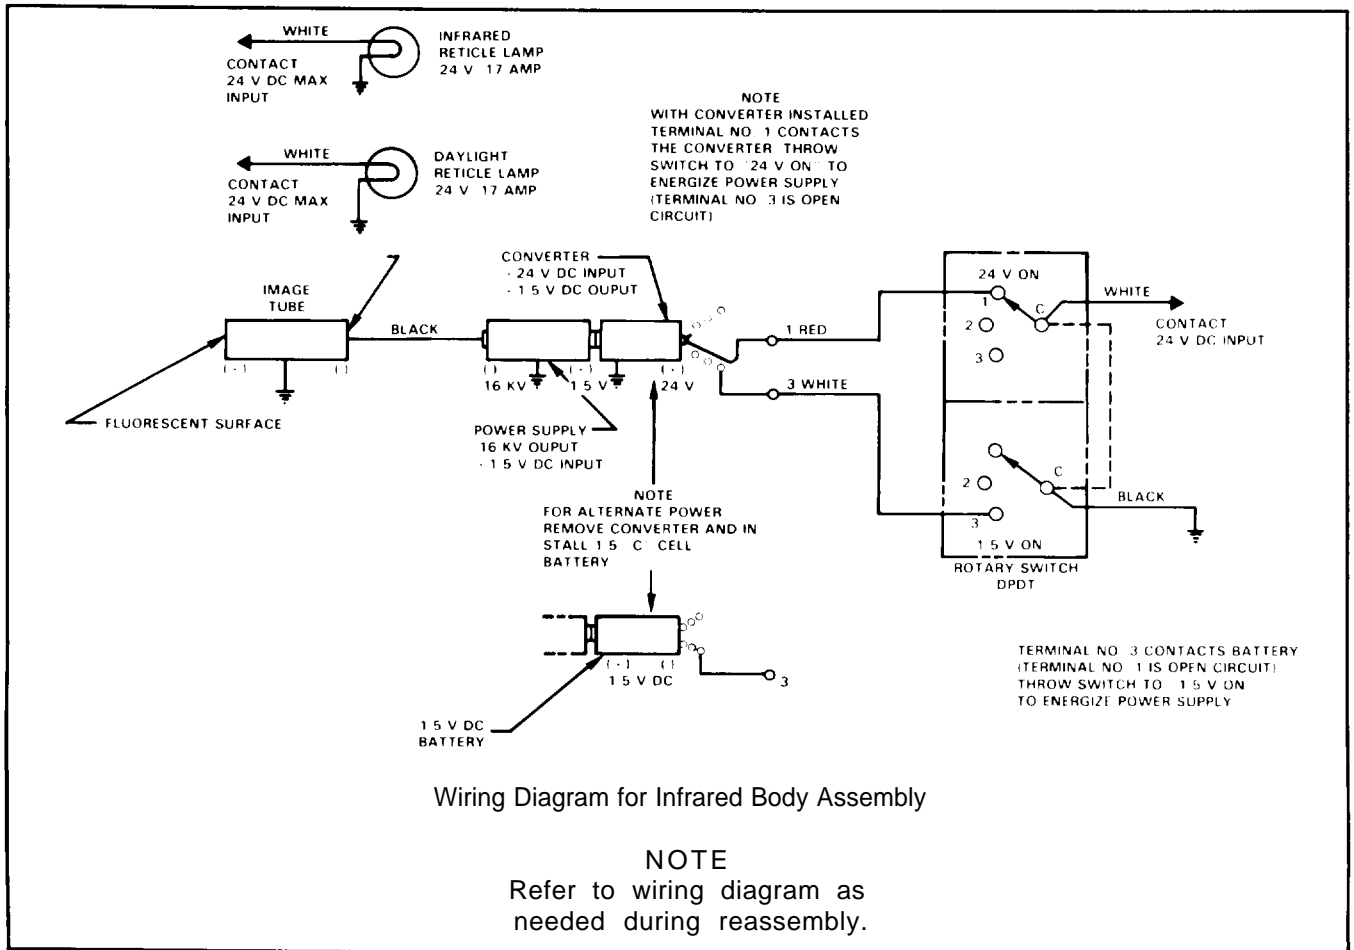 WHITE
INFRARED
RETICLE LAMP
24 V 17 AMP
CONTACT
24 V DC MAX
INPUT
WHITE
DAYLIGHT
RETICLE LAMP
24 V 17 AMP
CONTACT
24 V DC MAX
INPUT
NOTE
WITH CONVERTER INSTALLED
TERMINAL NO. 1 CONTACTS
THE CONVERTER THROW
SWITCH TO "24 V ON" TO
ENERGIZE POWER SUPPLY
(TERMINAL NO. 3 IS OPEN
CIRCUIT)
CONVERTER
- 24 V DC INPUT
- 1 5 V DC OUPUT
IMAGE
TUBE
BLACK
(-)
()
()
16 KV
(-)
1 5 V
(-)
24 V
FLUORESCENT SURFACE
POWER SUPPLY
16 KV OUPUT
- 1 5 V DC INPUT
1 RED
3 WHITE
24 V ON
1
2
3
C
WHITE
CONTACT
24 V DC INPUT
C
2
3
BLACK
1 5 V ON
ROTARY SWITCH
DPDT
NOTE
FOR ALTERNATE POWER
REMOVE CONVERTER AND IN
STALL 1 5 C CELL
BATTERY
(-)
()
1 5 V DC
3
1 5 V DC
BATTERY
TERMINAL NO 3 CONTACTS BATTERY
(TERMINAL NO 1 IS OPEN CIRCUIT)
THROW SWITCH TO 1 5 V ON
TO ENERGIZE POWER SUPPLY
Wiring Diagram for Infrared Body Assembly
NOTE
Refer to wiring diagram as
needed during reassembly.